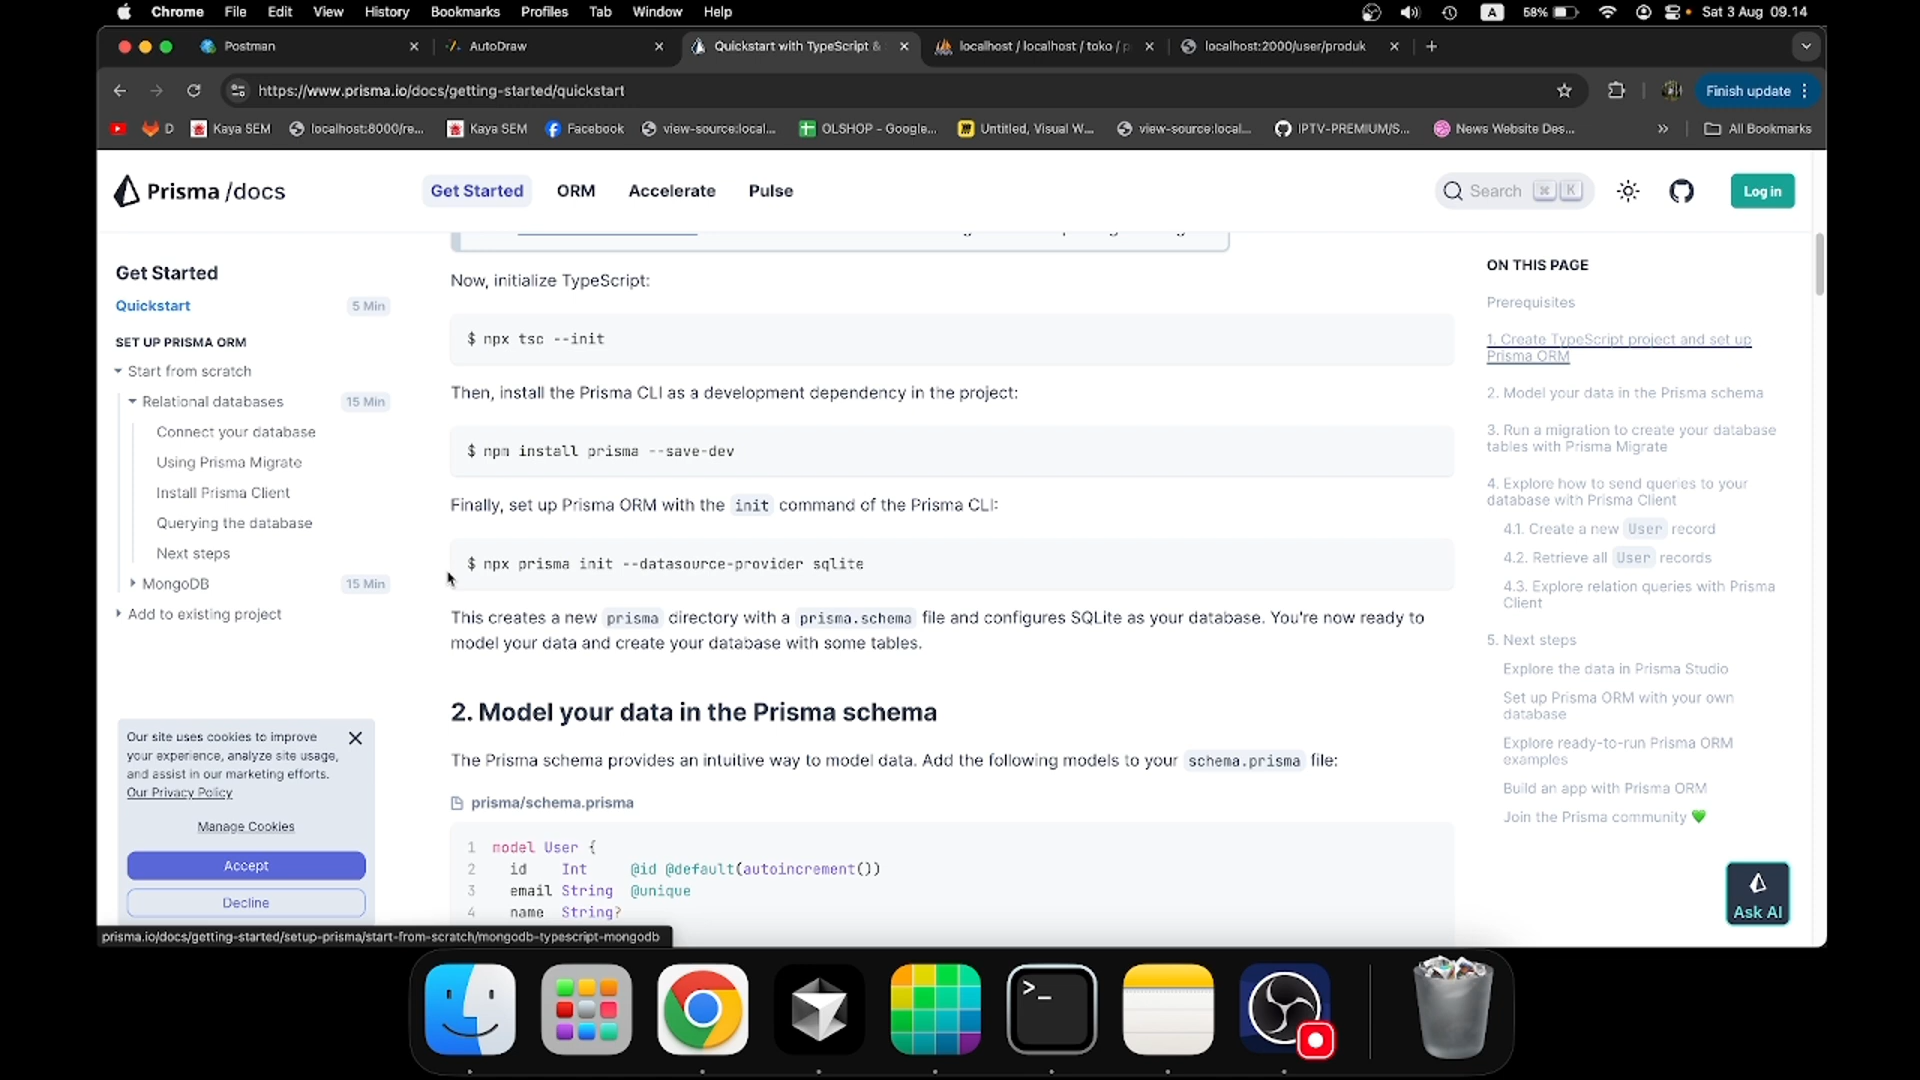 Chrome File Edit View History Bookmarks Profiles Tab Window Help
A 58% Sat 3 Aug 09.14
Postman
AutoDraw
Quickstart with TypeScript &
localhost / localhost / toko / p
localhost:2000/user/produk
https://www.prisma.io/docs/getting-started/quickstart
Finish update
D
Kaya SEM
localhost:8000/re...
Kaya SEM
Facebook
view-source:local...
OLSHOP - Google...
Untitled, Visual W...
view-source:local...
IPTV-PREMIUM/S...
News Website Des...
All Bookmarks
Prisma /docs
Get Started ORM Accelerate Pulse
Search ⌘ K
Log in
Get Started
Quickstart 5 Min
SET UP PRISMA ORM
Start from scratch
Relational databases 15 Min
Connect your database
Using Prisma Migrate
Install Prisma Client
Querying the database
Next steps
MongoDB 15 Min
Add to existing project
Our site uses cookies to improve
your experience, analyze site usage,
and assist in our marketing efforts.
Our Privacy Policy
Manage Cookies
Accept
Decline
prisma.io/docs/getting-started/setup-prisma/start-from-scratch/mongodb-typescript-mongodb
Now, initialize TypeScript:
$ npx tsc --init
Then, install the Prisma CLI as a development dependency in the project:
$ npm install prisma --save-dev
Finally, set up Prisma ORM with the init command of the Prisma CLI:
$ npx prisma init --datasource-provider sqlite
This creates a new prisma directory with a prisma.schema file and configures SQLite as your database. You're now ready to
model your data and create your database with some tables.
2. Model your data in the Prisma schema
The Prisma schema provides an intuitive way to model data. Add the following models to your schema.prisma file:
prisma/schema.prisma
1 model User {
2 id Int @id @default(autoincrement())
3 email String @unique
4 name String?
ON THIS PAGE
Prerequisites
1. Create TypeScript project and set up
Prisma ORM
2. Model your data in the Prisma schema
3. Run a migration to create your database
tables with Prisma Migrate
4. Explore how to send queries to your
database with Prisma Client
4.1. Create a new User record
4.2. Retrieve all User records
4.3. Explore relation queries with Prisma
Client
5. Next steps
Explore the data in Prisma Studio
Set up Prisma ORM with your own
database
Explore ready-to-run Prisma ORM
examples
Build an app with Prisma ORM
Join the Prisma community 💚
Ask AI